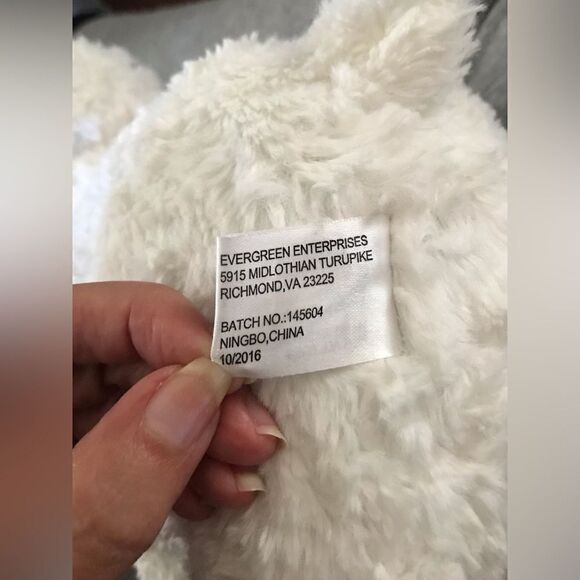 EVERGREEN ENTERPRISES
5915 MIDLOTHIAN TURUPIKE
RICHMOND,VA 23225
BATCH NO.:145604
NINGBO,CHINA
10/2016